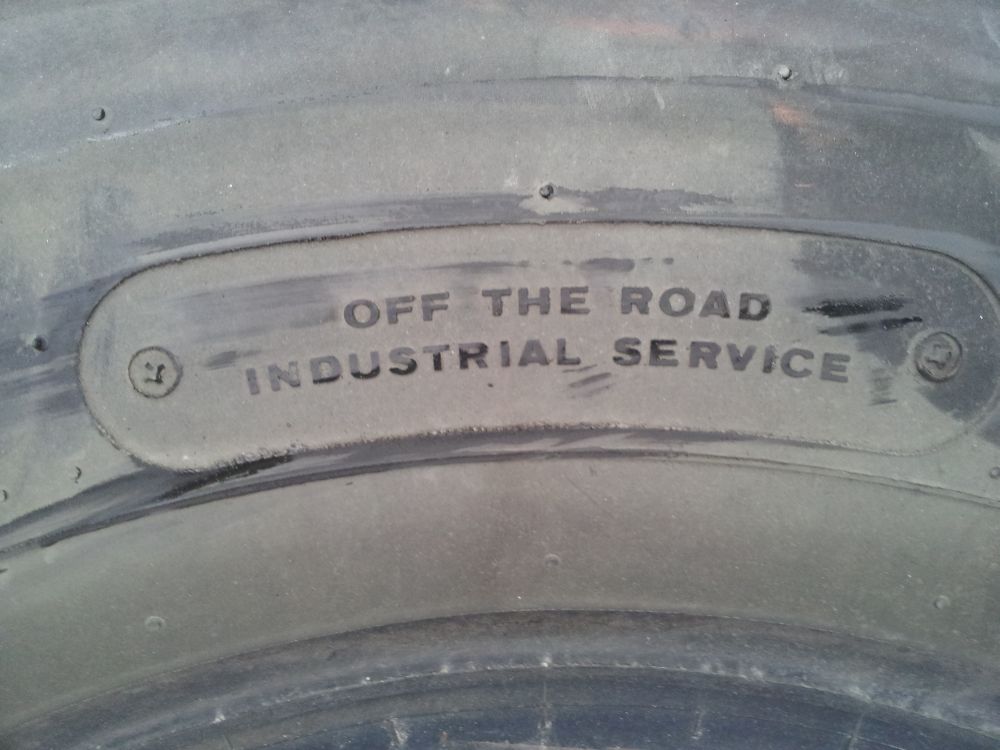 OFF THE ROAD
INDUSTRIAL SERVICE